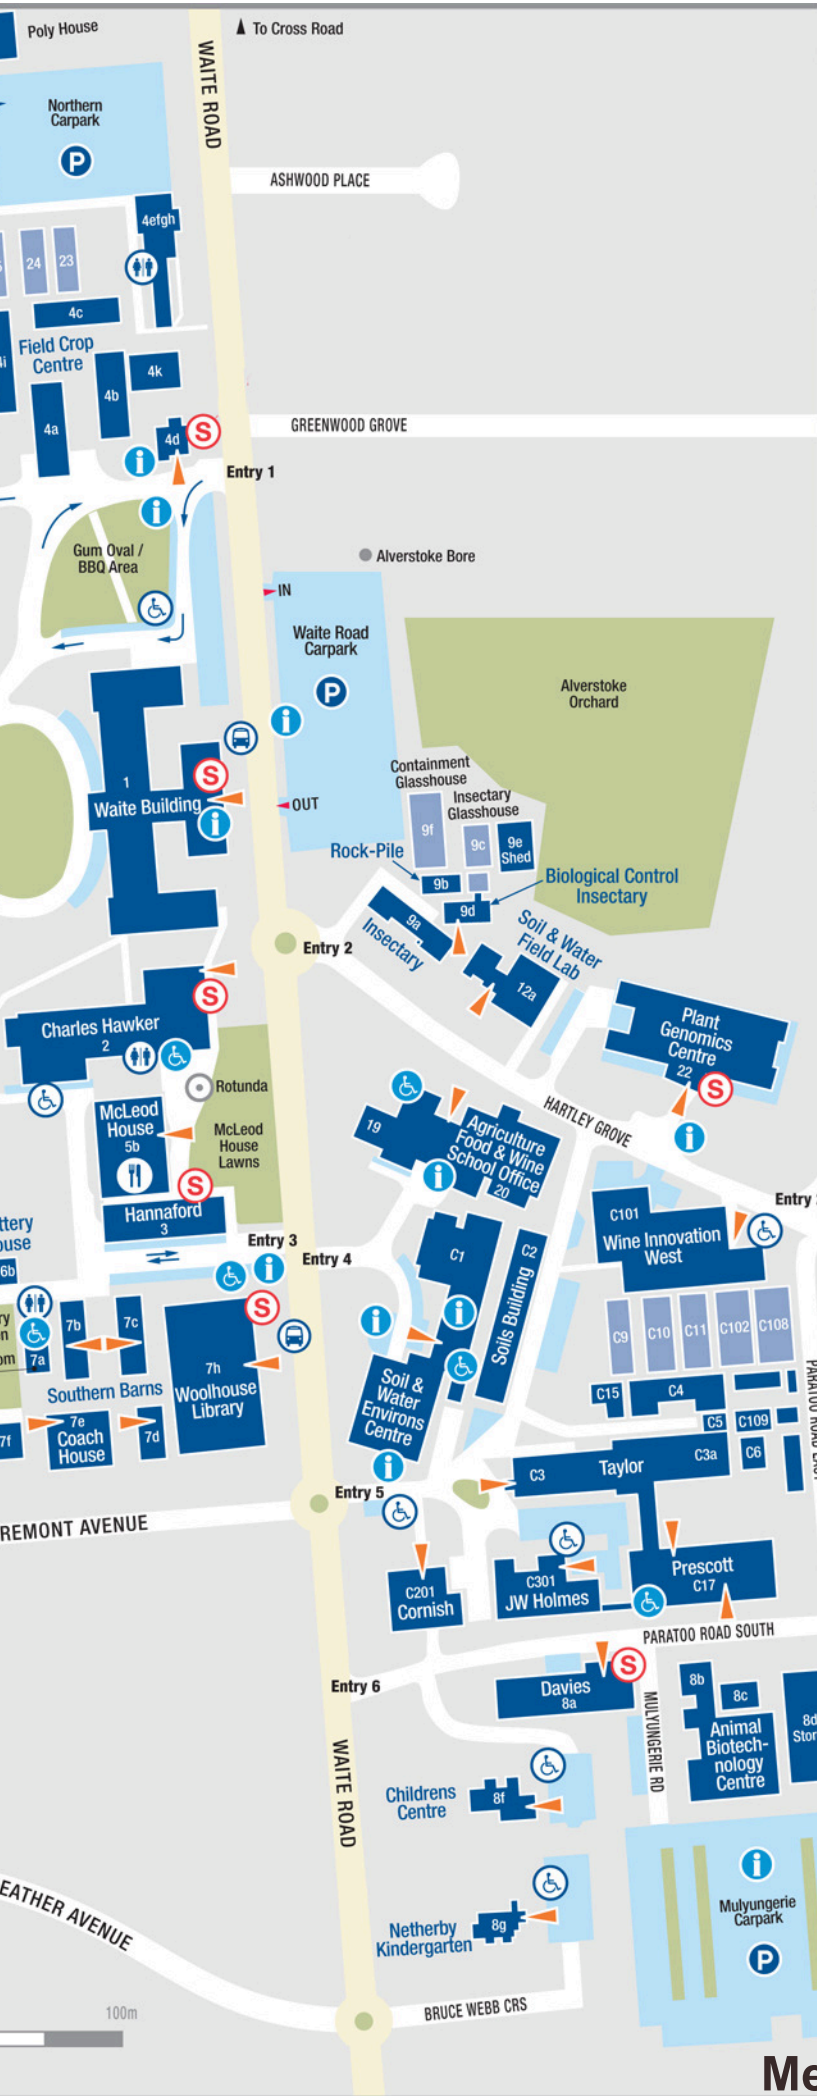 Poly House
To Cross Road
WAITE ROAD
Northern
Carpark
P
ASHWOOD PLACE
4efgh
24
23
4c
Field Crop
Centre
4k
4b
4a
4d
S
GREENWOOD GROVE
i
Entry 1
i
Gum Oval /
BBQ Area
Alverstoke Bore
IN
Waite Road
Carpark
P
Alverstoke
Orchard
i
1
Waite Building
S
i
OUT
Containment
Glasshouse
Insectary
Glasshouse
9f
9c
9e
Shed
Rock-Pile
9b
9d
Biological Control
Insectary
9a
Insectary
Soil & Water
Field Lab
12a
Entry 2
S
Charles Hawker
2
Plant
Genomics
Centre
22
S
i
Rotunda
McLeod
House
5b
McLeod
House
Lawns
HARTLEY GROVE
19
Agriculture
Food & Wine
School Office
20
i
S
Hannaford
3
Entry 3
Entry 4
i
C101
Wine Innovation
West
Entry
ttery
ouse
6b
C1
C2
Soils Building
i
i
S
7b
7c
7a
7h
Woolhouse
Library
Southern Barns
7e
Coach
House
7d
7f
Soil &
Water
Environs
Centre
i
C9
C10
C11
C102
C108
C15
C4
C5
C109
C6
PARATOO ROAD EAST
C3
Taylor
C3a
Entry 5
REMONT AVENUE
C201
Cornish
C301
JW Holmes
Prescott
C17
PARATOO ROAD SOUTH
Entry 6
Davies
8a
S
MULYUNGERIE RD
8b
8c
8d
Stor
Animal
Biotech-
nology
Centre
WAITE ROAD
Childrens
Centre
8f
i
Mulyungerie
Carpark
P
Netherby
Kindergarten
8g
EATHER AVENUE
BRUCE WEBB CRS
100m
Me